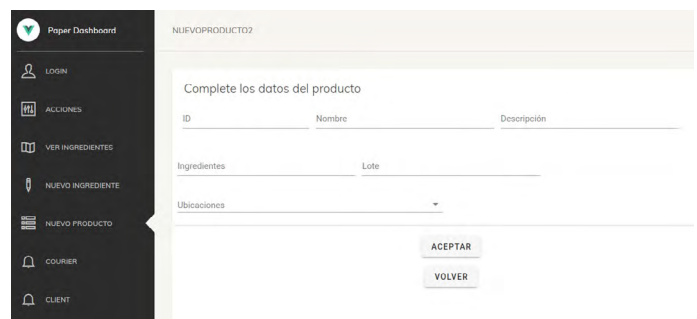 Paper Dashboard
LOGIN
ACCIONES
VER INGREDIENTES
NUEVO INGREDIENTE
NUEVO PRODUCTO
COURIER
CLIENT
NUEVOPRODUCTO2
Complete los datos del producto
ID Nombre Descripción
Ingredientes Lote
Ubicaciones
ACEPTAR
VOLVER